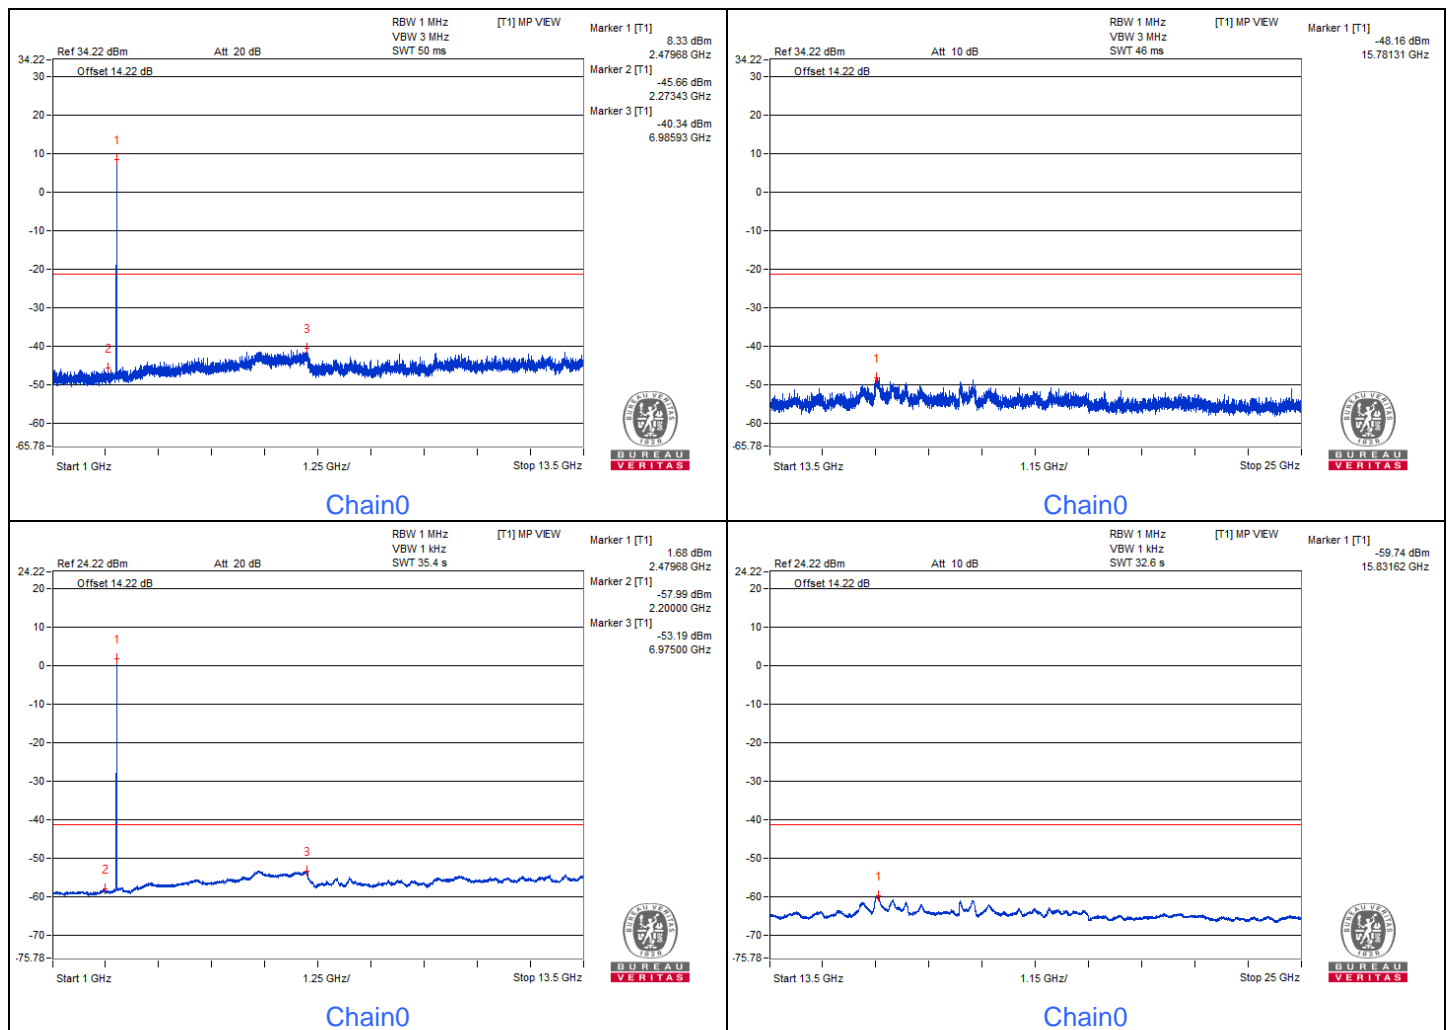 RBW 1 MHz [T1] MP VIEW
VBW 3 MHz
Ref 34.22 dBm Att 20 dB SWT 50 ms
Marker 1 [T1]
8.33 dBm
2.47968 GHz
Marker 2 [T1]
-45.66 dBm
2.27343 GHz
Marker 3 [T1]
-40.34 dBm
6.98593 GHz
34.22
Offset 14.22 dB
30
20
10
0
-10
-20
-30
-40
-50
-60
-65.78
1
2
3
Start 1 GHz 1.25 GHz/ Stop 13.5 GHz
BUREAU VERITAS
1828
BUREAU
VERITAS
Chain0
RBW 1 MHz [T1] MP VIEW
VBW 3 MHz
Ref 34.22 dBm Att 10 dB SWT 46 ms
Marker 1 [T1]
-48.16 dBm
15.78131 GHz
34.22
Offset 14.22 dB
30
20
10
0
-10
-20
-30
-40
-50
-60
-65.78
1
Start 13.5 GHz 1.15 GHz/ Stop 25 GHz
BUREAU VERITAS
1828
BUREAU
VERITAS
Chain0
RBW 1 MHz [T1] MP VIEW
VBW 1 kHz
Ref 24.22 dBm Att 20 dB SWT 35.4 s
Marker 1 [T1]
1.68 dBm
2.47968 GHz
Marker 2 [T1]
-57.99 dBm
2.20000 GHz
Marker 3 [T1]
-53.19 dBm
6.97500 GHz
24.22
Offset 14.22 dB
20
10
0
-10
-20
-30
-40
-50
-60
-70
-75.78
1
2
3
Start 1 GHz 1.25 GHz/ Stop 13.5 GHz
BUREAU VERITAS
1828
BUREAU
VERITAS
Chain0
RBW 1 MHz [T1] MP VIEW
VBW 1 kHz
Ref 24.22 dBm Att 10 dB SWT 32.6 s
Marker 1 [T1]
-59.74 dBm
15.83162 GHz
24.22
Offset 14.22 dB
20
10
0
-10
-20
-30
-40
-50
-60
-70
-75.78
1
Start 13.5 GHz 1.15 GHz/ Stop 25 GHz
BUREAU VERITAS
1828
BUREAU
VERITAS
Chain0